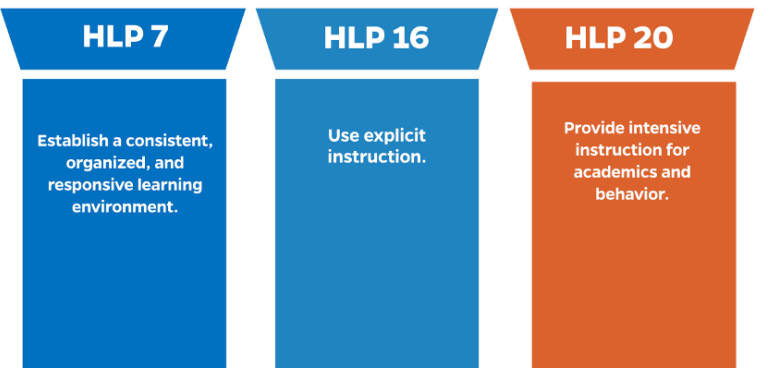 HLP 7
Establish a consistent,
organized, and
responsive learning
environment.
HLP 16
Use explicit
instruction.
HLP 20
Provide intensive
instruction for
academics and
behavior.